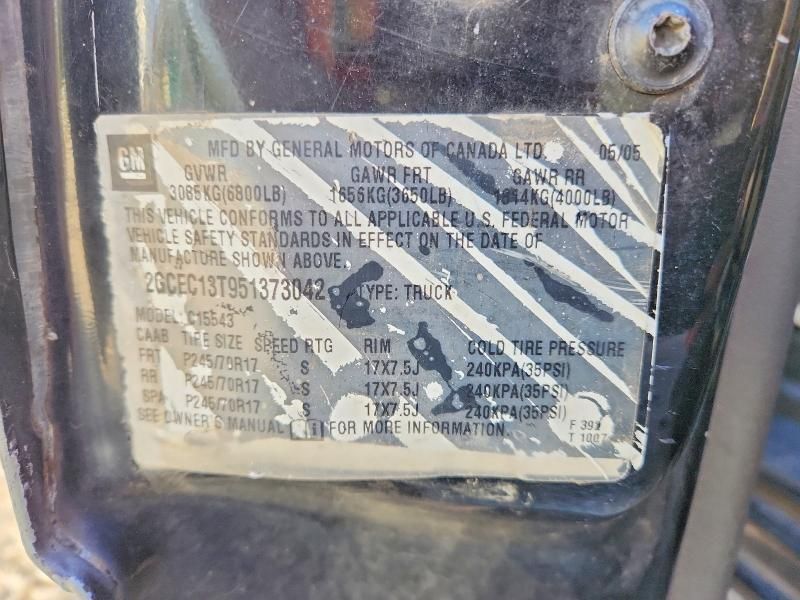 GM MFD BY GENERAL MOTORS OF CANADA LTD. 05/05
GVWR GAWR FRT GAWR RR
3085KG(6800LB) 1656KG(3650LB) 1814KG(4000LB)
THIS VEHICLE CONFORMS TO ALL APPLICABLE U.S. FEDERAL MOTOR
VEHICLE SAFETY STANDARDS IN EFFECT ON THE DATE OF
MANUFACTURE SHOWN ABOVE.
2GCEC13T951373042 TYPE: TRUCK
MODEL: C15543
CAAB TIRE SIZE SPEED RTG RIM COLD TIRE PRESSURE
FRT P245/70R17 S 17X7.5J 240KPA(35PSI)
RR P245/70R17 S 17X7.5J 240KPA(35PSI)
SPA P245/70R17 S 17X7.5J 240KPA(35PSI)
SEE OWNER'S MANUAL FOR MORE INFORMATION.
F
T 1007